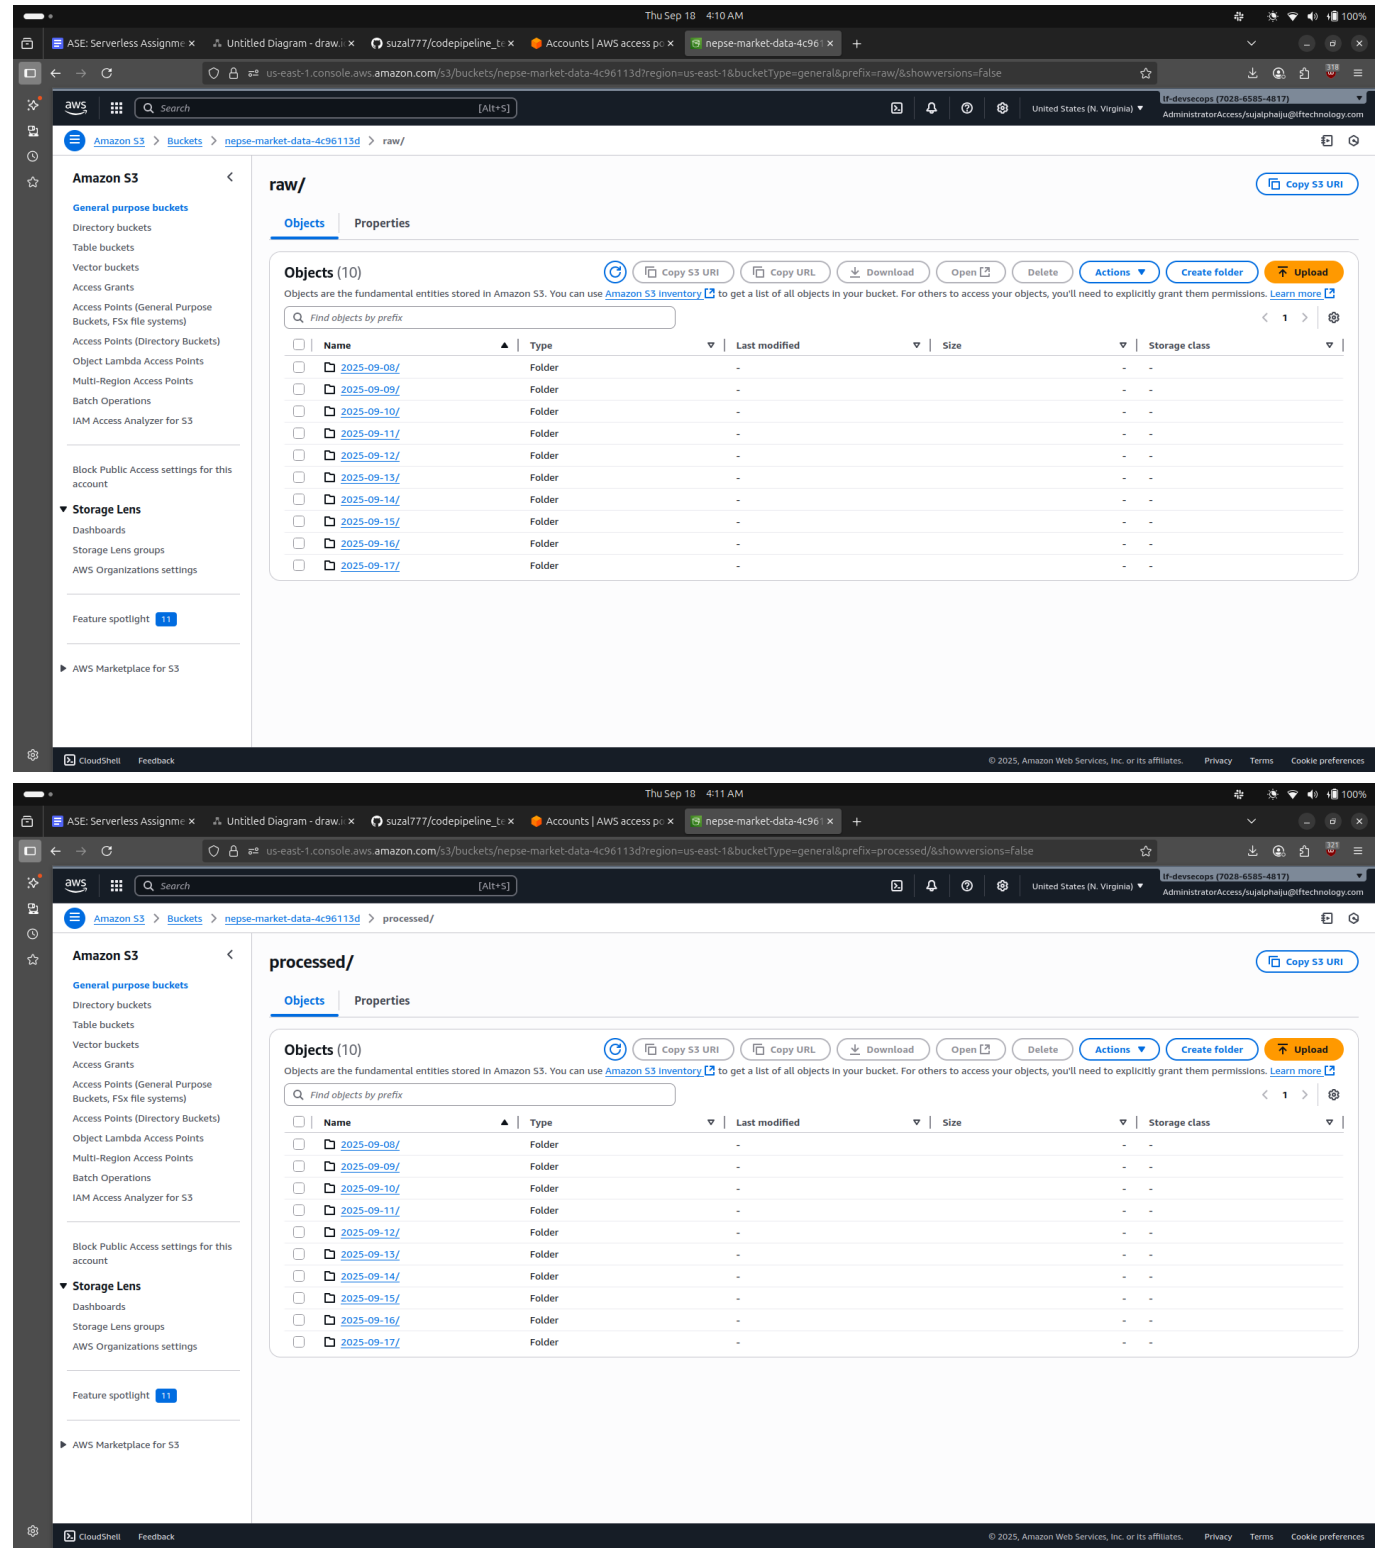 Thu Sep 18 4:10 AM
100%
ASE: Serverless Assignme × Untitled Diagram - draw.i × suzal777/codepipeline_te × Accounts | AWS access po × nepse-market-data-4c961 × +
us-east-1.console.aws.amazon.com/s3/buckets/nepse-market-data-4c96113d?region=us-east-1&bucketType=general&prefix=raw/&showversions=false
318
aws Search [Alt+S] United States (N. Virginia) ▼ lf-devsecops (7028-6585-4817) ▼
AdministratorAccess/sujalphaiju@lftechnology.com
Amazon S3 > Buckets > nepse-market-data-4c96113d > raw/
Amazon S3
General purpose buckets
Directory buckets
Table buckets
Vector buckets
Access Grants
Access Points (General Purpose
Buckets, FSx file systems)
Access Points (Directory Buckets)
Object Lambda Access Points
Multi-Region Access Points
Batch Operations
IAM Access Analyzer for S3
Block Public Access settings for this
account
▼ Storage Lens
Dashboards
Storage Lens groups
AWS Organizations settings
Feature spotlight 11
▶ AWS Marketplace for S3
raw/
Copy S3 URI
Objects Properties
Objects (10) Copy S3 URI Copy URL Download Open Delete Actions ▼ Create folder Upload
Objects are the fundamental entities stored in Amazon S3. You can use Amazon S3 inventory to get a list of all objects in your bucket. For others to access your objects, you'll need to explicitly grant them permissions. Learn more
Find objects by prefix
< 1 >
Name ▲ Type Last modified Size Storage class
2025-09-08/ Folder - - -
2025-09-09/ Folder - - -
2025-09-10/ Folder - - -
2025-09-11/ Folder - - -
2025-09-12/ Folder - - -
2025-09-13/ Folder - - -
2025-09-14/ Folder - - -
2025-09-15/ Folder - - -
2025-09-16/ Folder - - -
2025-09-17/ Folder - - -
CloudShell Feedback © 2025, Amazon Web Services, Inc. or its affiliates. Privacy Terms Cookie preferences
Thu Sep 18 4:11 AM
100%
ASE: Serverless Assignme × Untitled Diagram - draw.i × suzal777/codepipeline_te × Accounts | AWS access po × nepse-market-data-4c961 × +
us-east-1.console.aws.amazon.com/s3/buckets/nepse-market-data-4c96113d?region=us-east-1&bucketType=general&prefix=processed/&showversions=false
321
aws Search [Alt+S] United States (N. Virginia) ▼ lf-devsecops (7028-6585-4817) ▼
AdministratorAccess/sujalphaiju@lftechnology.com
Amazon S3 > Buckets > nepse-market-data-4c96113d > processed/
Amazon S3
General purpose buckets
Directory buckets
Table buckets
Vector buckets
Access Grants
Access Points (General Purpose
Buckets, FSx file systems)
Access Points (Directory Buckets)
Object Lambda Access Points
Multi-Region Access Points
Batch Operations
IAM Access Analyzer for S3
Block Public Access settings for this
account
▼ Storage Lens
Dashboards
Storage Lens groups
AWS Organizations settings
Feature spotlight 11
▶ AWS Marketplace for S3
processed/
Copy S3 URI
Objects Properties
Objects (10) Copy S3 URI Copy URL Download Open Delete Actions ▼ Create folder Upload
Objects are the fundamental entities stored in Amazon S3. You can use Amazon S3 inventory to get a list of all objects in your bucket. For others to access your objects, you'll need to explicitly grant them permissions. Learn more
Find objects by prefix
< 1 >
Name ▲ Type Last modified Size Storage class
2025-09-08/ Folder - - -
2025-09-09/ Folder - - -
2025-09-10/ Folder - - -
2025-09-11/ Folder - - -
2025-09-12/ Folder - - -
2025-09-13/ Folder - - -
2025-09-14/ Folder - - -
2025-09-15/ Folder - - -
2025-09-16/ Folder - - -
2025-09-17/ Folder - - -
CloudShell Feedback © 2025, Amazon Web Services, Inc. or its affiliates. Privacy Terms Cookie preferences